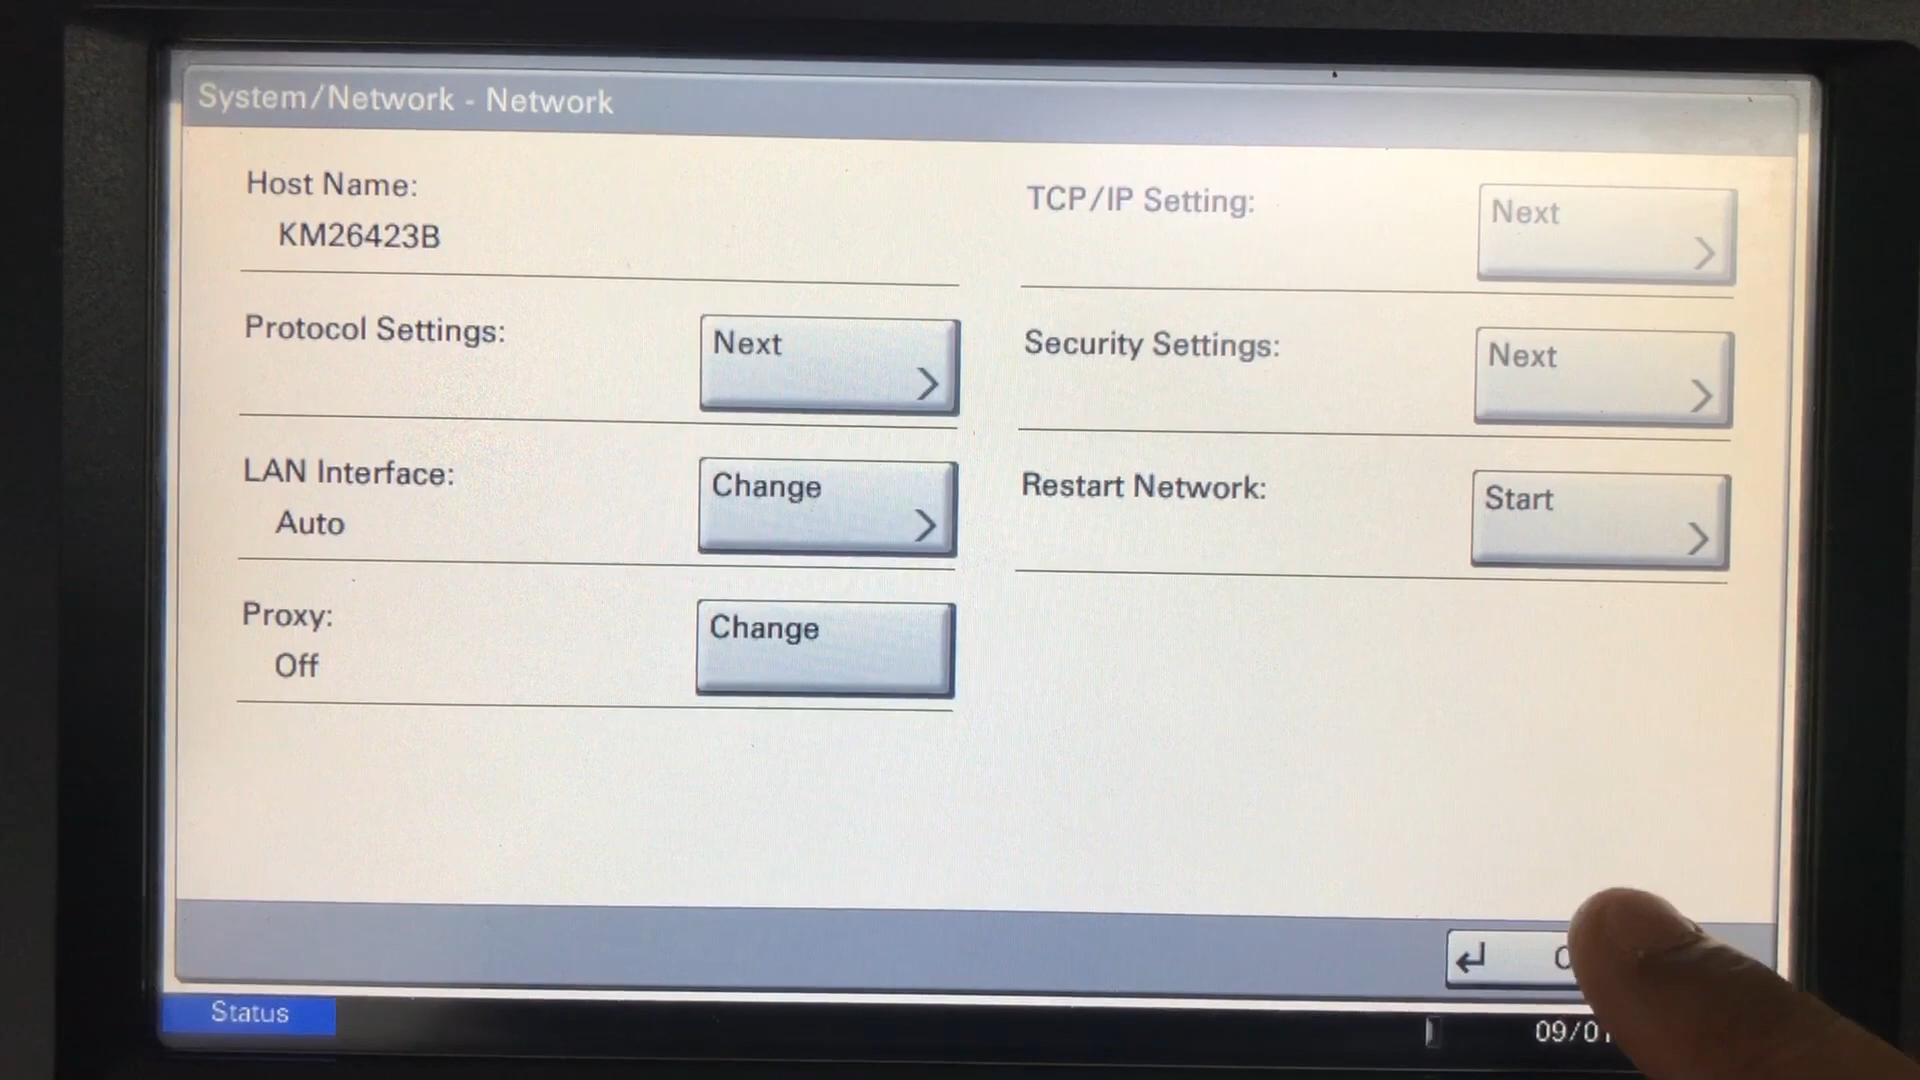 System/Network - Network
Host Name:
KM26423B
Protocol Settings:
Next
LAN Interface:
Auto
Change
Proxy:
Off
Change
TCP/IP Setting:
Next
Security Settings:
Next
Restart Network:
Start
Status